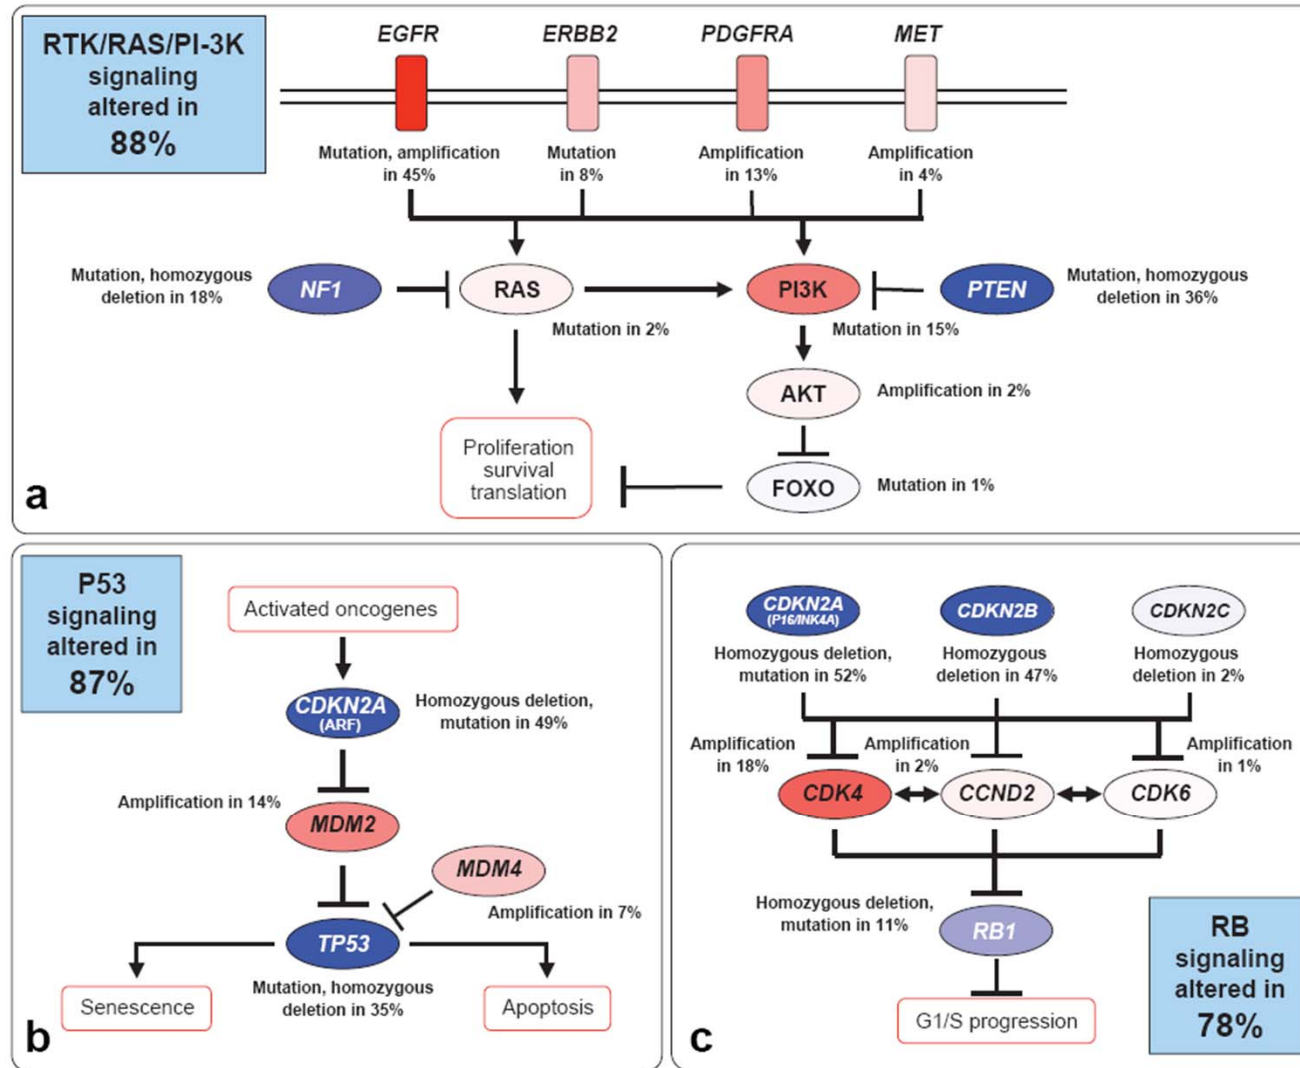 RTK/RAS/PI-3K
signaling
altered in
88%
EGFR
ERBB2
PDGFRA
MET
Mutation, amplification
in 45%
Mutation
in 8%
Amplification
in 13%
Amplification
in 4%
Mutation, homozygous
deletion in 18%
NF1
RAS
PI3K
PTEN
Mutation, homozygous
deletion in 36%
Mutation in 2%
Mutation in 15%
AKT
Amplification in 2%
Proliferation
survival
translation
FOXO
Mutation in 1%
a
P53
signaling
altered in
87%
Activated oncogenes
CDKN2A
(ARF)
Homozygous deletion,
mutation in 49%
Amplification in 14%
MDM2
MDM4
Amplification in 7%
TP53
Mutation, homozygous
deletion in 35%
Senescence
Apoptosis
b
CDKN2A
(P16/INK4A)
CDKN2B
CDKN2C
Homozygous deletion,
mutation in 52%
Homozygous
deletion in 47%
Homozygous
deletion in 2%
Amplification
in 18%
Amplification
in 2%
Amplification
in 1%
CDK4
CCND2
CDK6
Homozygous deletion,
mutation in 11%
RB1
G1/S progression
RB
signaling
altered in
78%
c